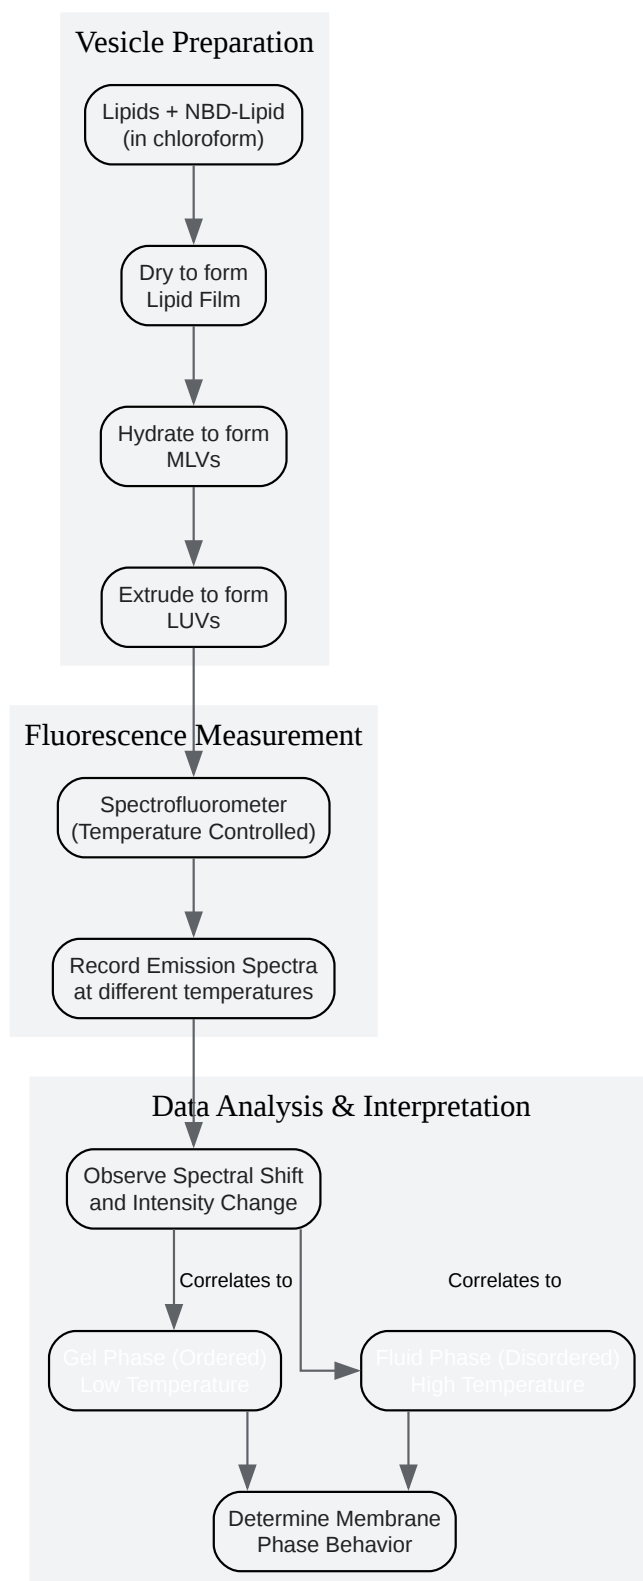 Vesicle Preparation
Lipids + NBD-Lipid
(in chloroform)
Dry to form
Lipid Film
Hydrate to form
MLVs
Extrude to form
LUVs
Fluorescence Measurement
Spectrofluorometer
(Temperature Controlled)
Record Emission Spectra
at different temperatures
Data Analysis & Interpretation
Observe Spectral Shift
and Intensity Change
Correlates to
Correlates to
Gel Phase (Ordered)
Low Temperature
Fluid Phase (Disordered)
High Temperature
Determine Membrane
Phase Behavior